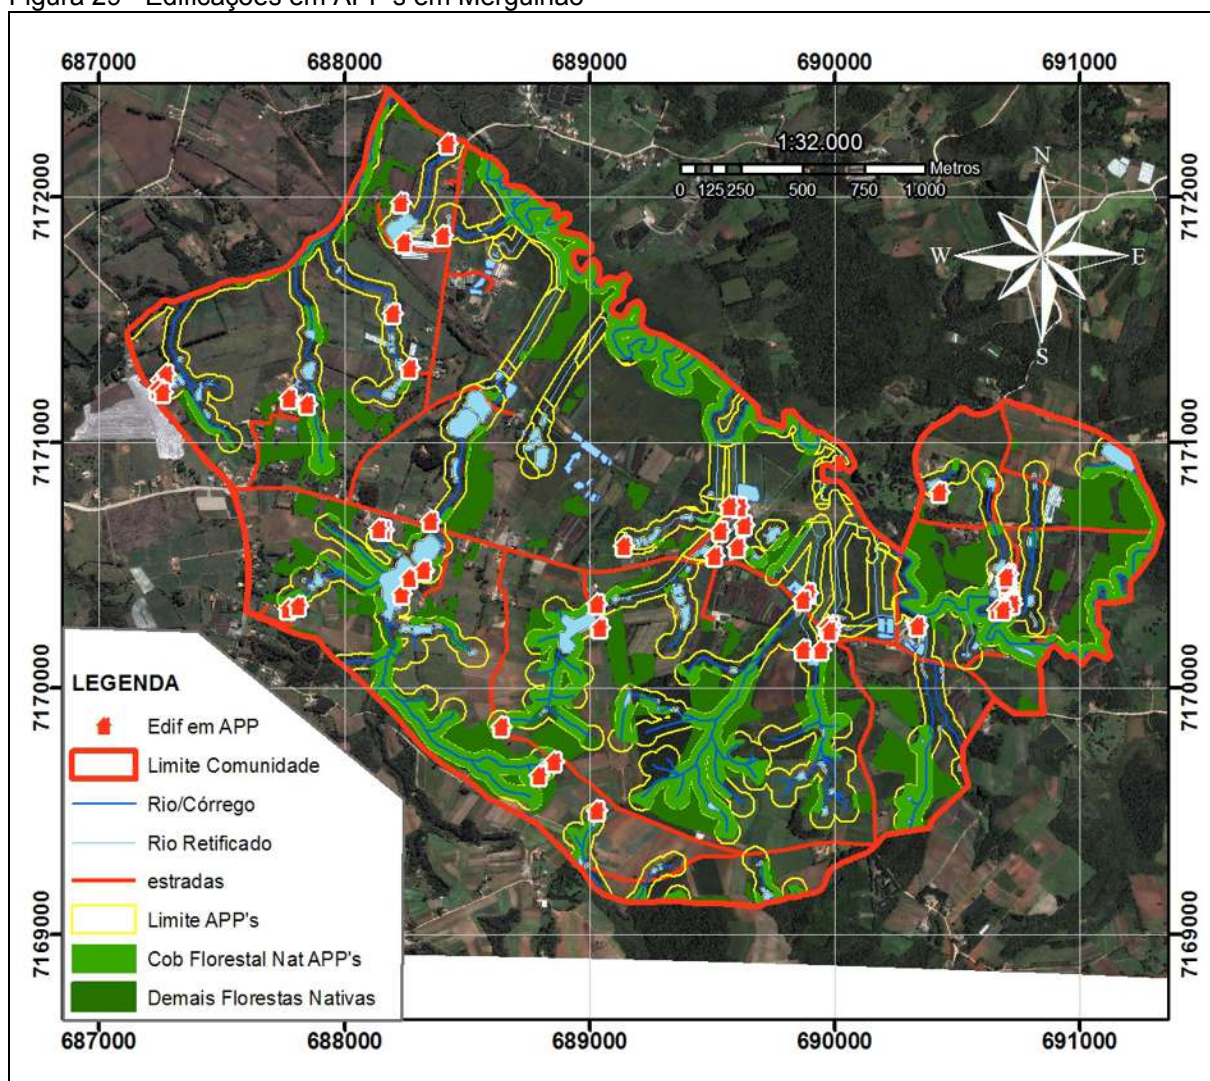 Figura 29 - Edificações em APP's em Mergulhão
687000 688000 689000 690000 691000
1:32.000
Metros
0 125 250 500 750 1.000
N
W E
S
7172000 7172000
7171000 7171000
7170000 7170000
7169000 7169000
LEGENDA
Edif em APP
Limite Comunidade
Rio/Córrego
Rio Retificado
estradas
Limite APP's
Cob Florestal Nat APP's
Demais Florestas Nativas
687000 688000 689000 690000 691000